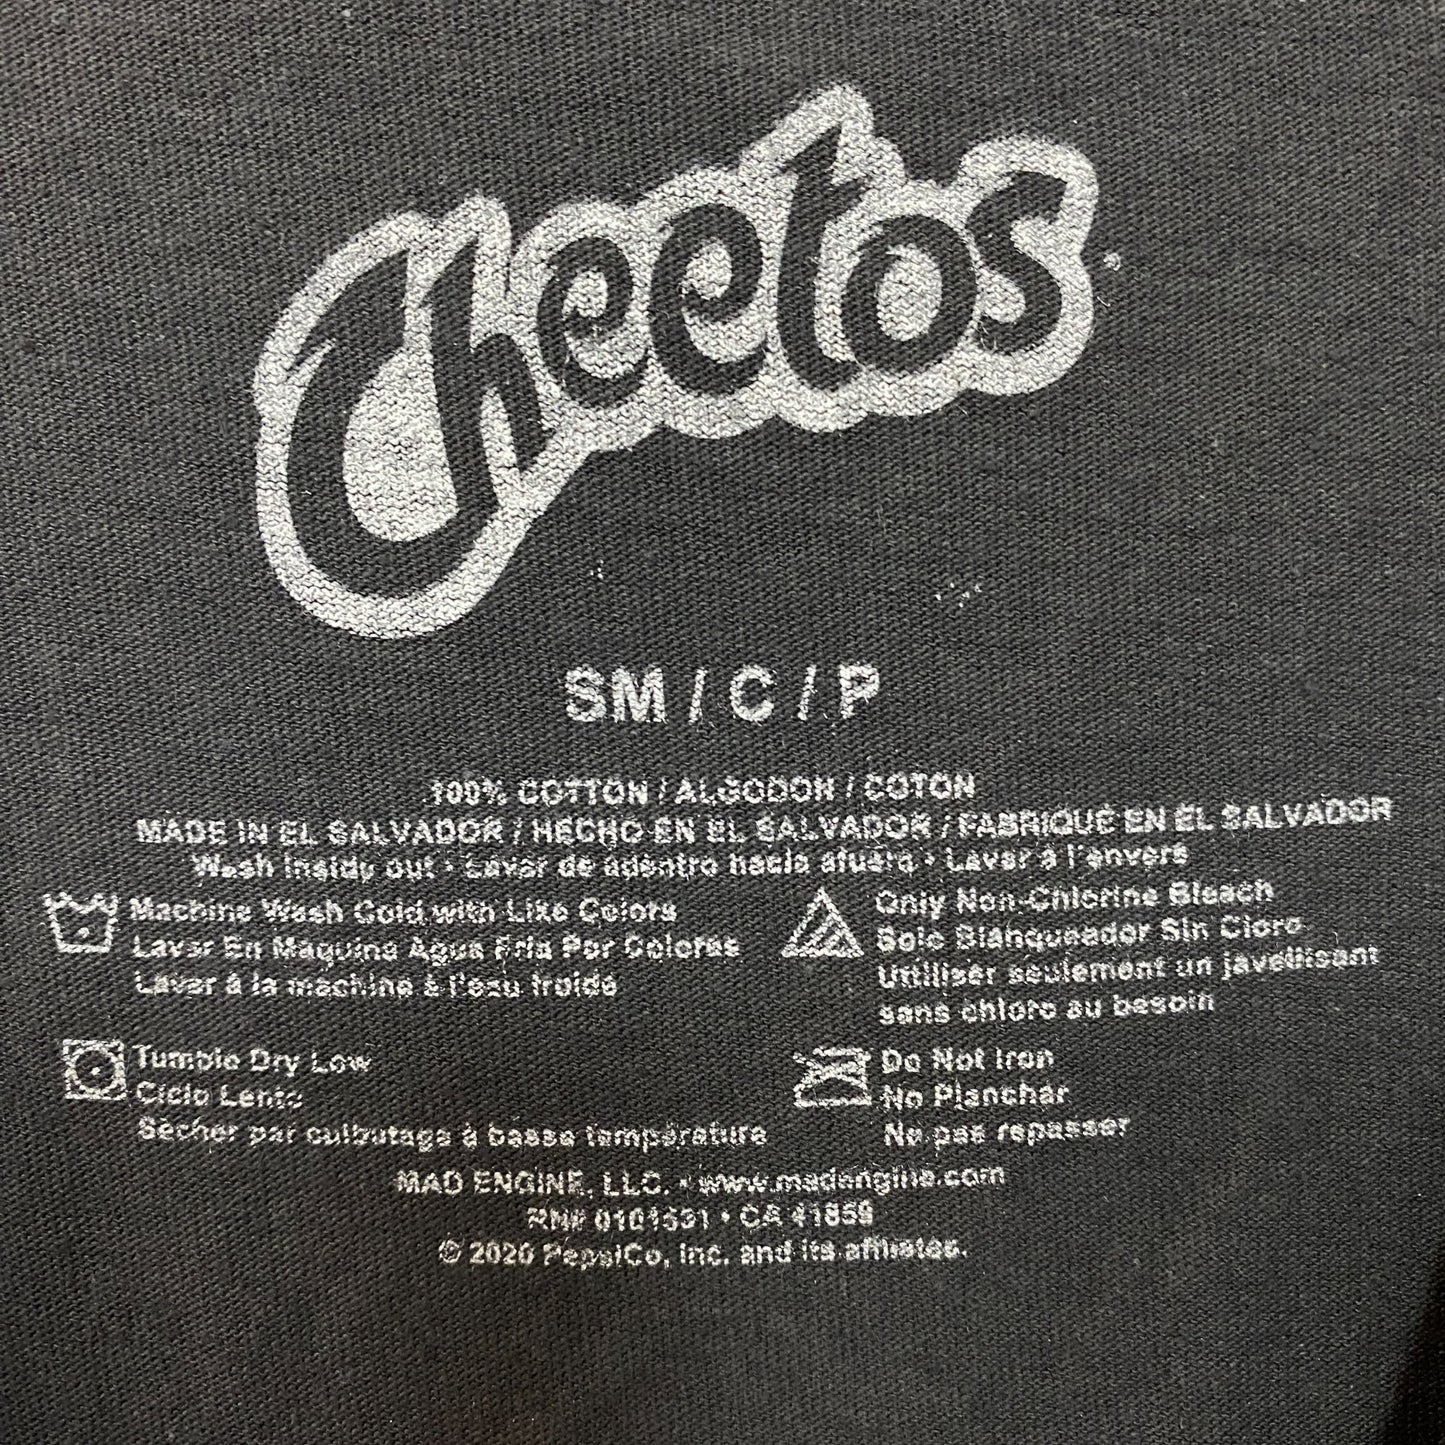 Cheetos
SM / C / P
100% COTTON / ALGODON / COTON
MADE IN EL SALVADOR / HECHO EN EL SALVADOR / FABRIQUÉ EN EL SALVADOR
Wash inside out • Lavar de adentro hacia afuera • Laver à l'envers
Machine Wash Cold with Like Colors
Lavar En Maquina Agua Fria Por Colores
Laver à la machine à l'eau froide
Only Non-Chlorine Bleach
Solo Blanqueador Sin Cloro
Utiliser seulement un javellisant
sans chlore au besoin
Tumble Dry Low
Ciclo Lento
Sècher par culbutage à basse température
Do Not Iron
No Planchar
Ne pas repasser
MAD ENGINE, LLC. • www.madengine.com
RN# 0101631 • CA 41859
© 2020 PepsiCo, Inc. and its affiliates.